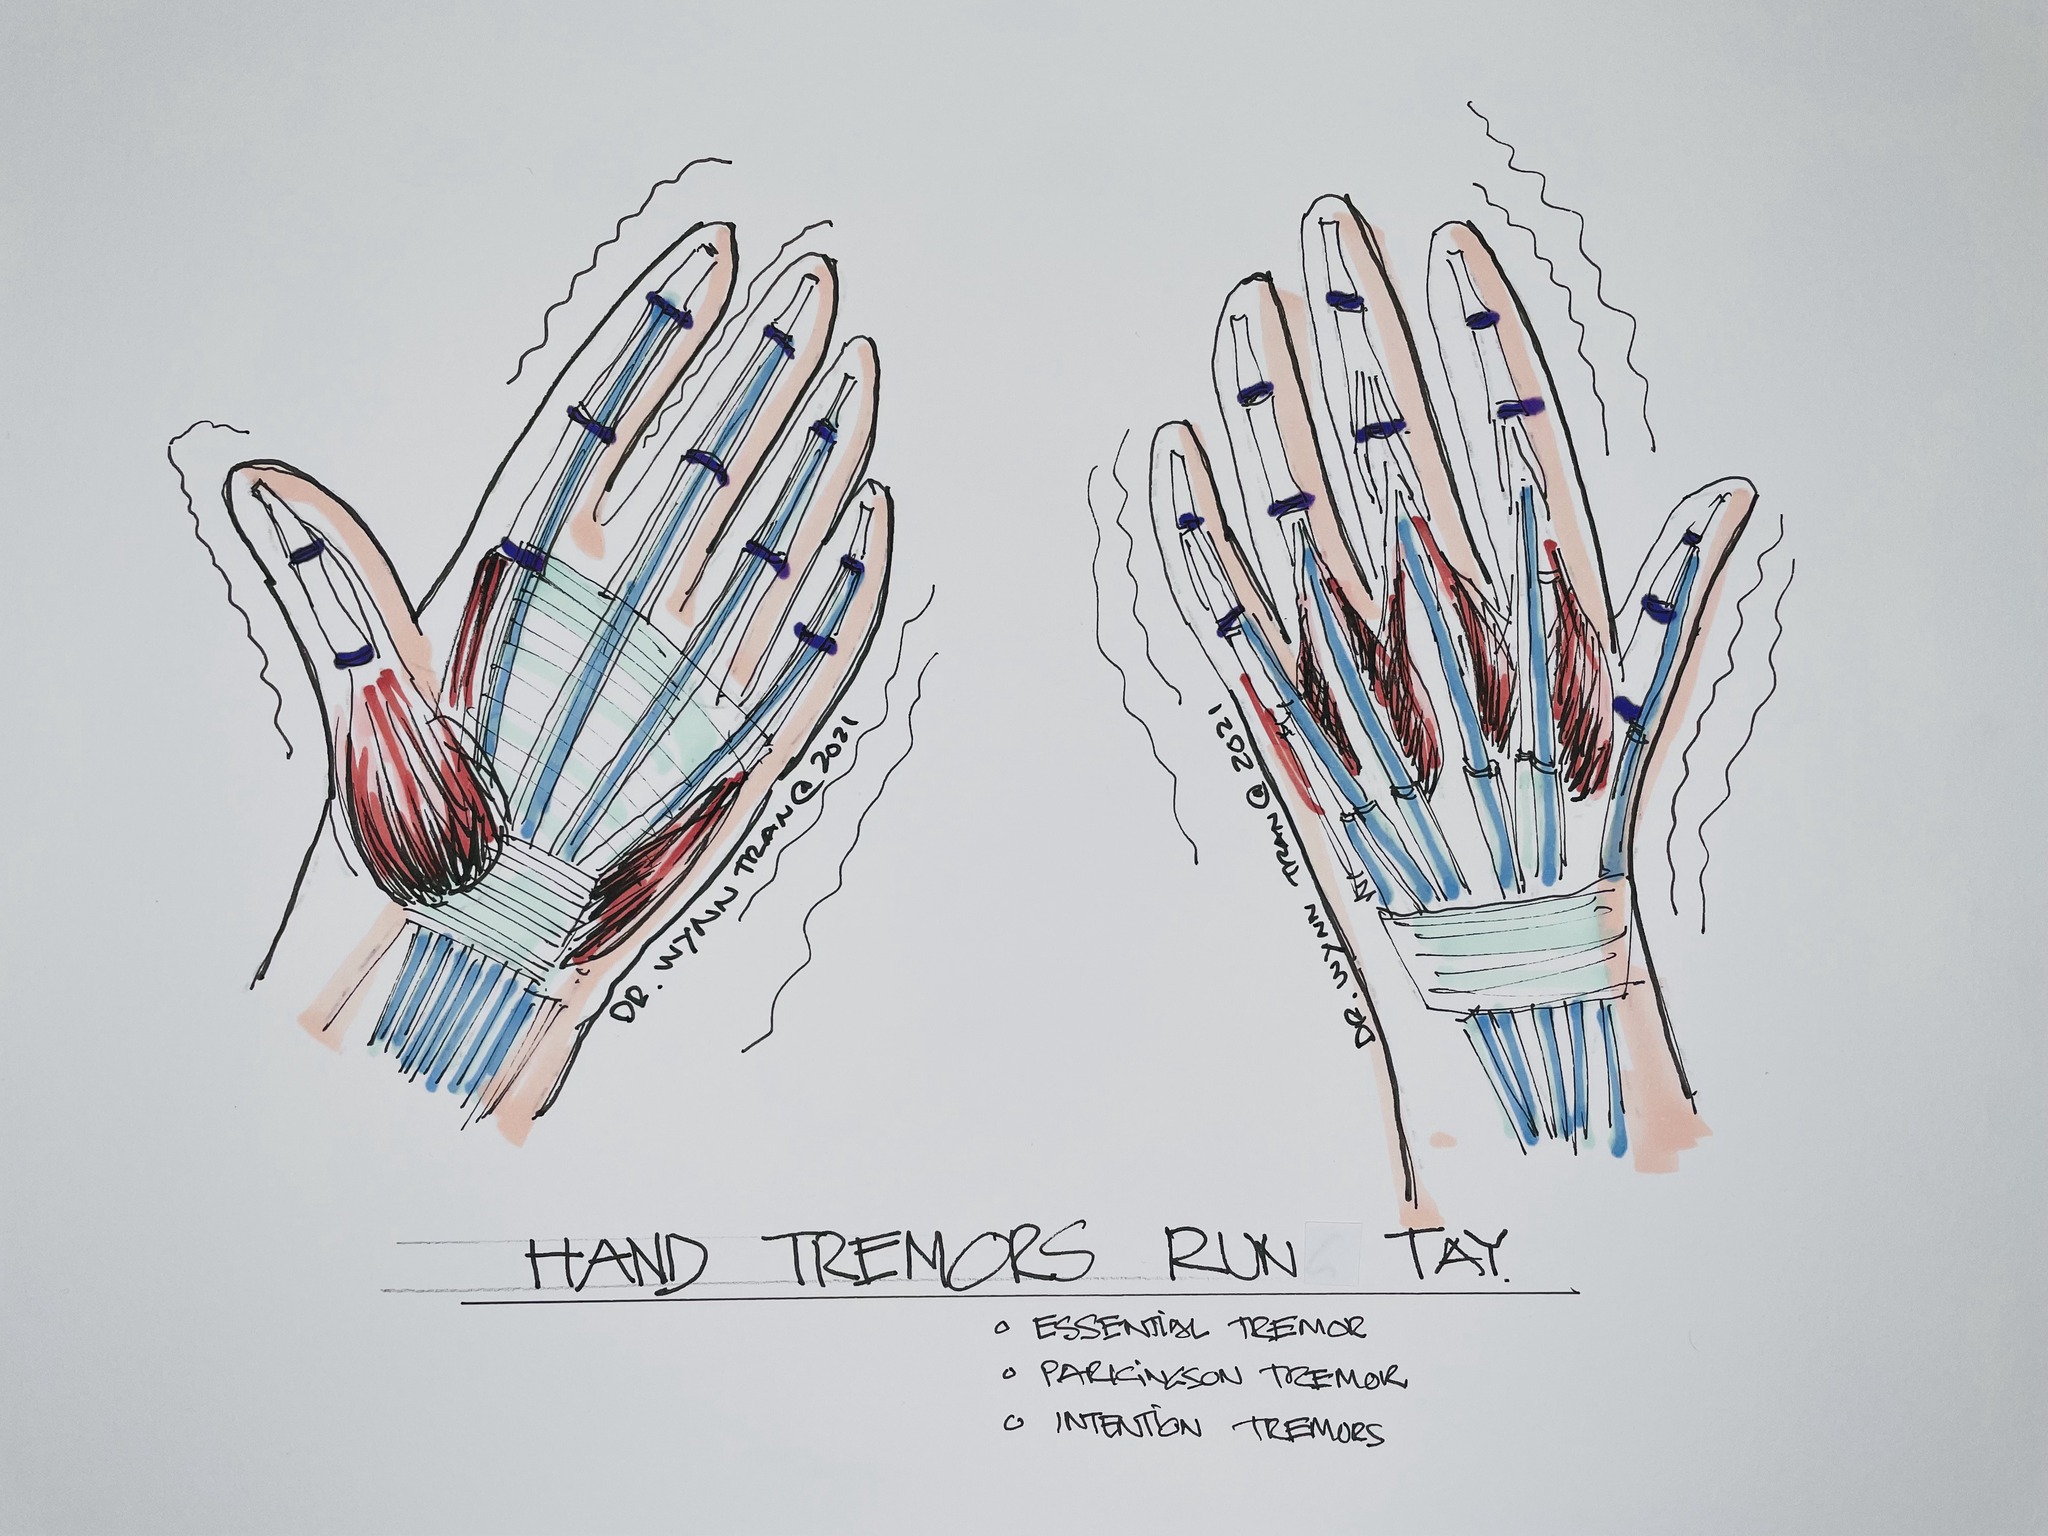 DR. WYNN TRAN @ 2021
DR. WYNN TRAN @ 2021
HAND TREMORS RUN TAY.
o ESSENTIAL TREMOR
o PARKINSON TREMOR
o INTENTION TREMORS